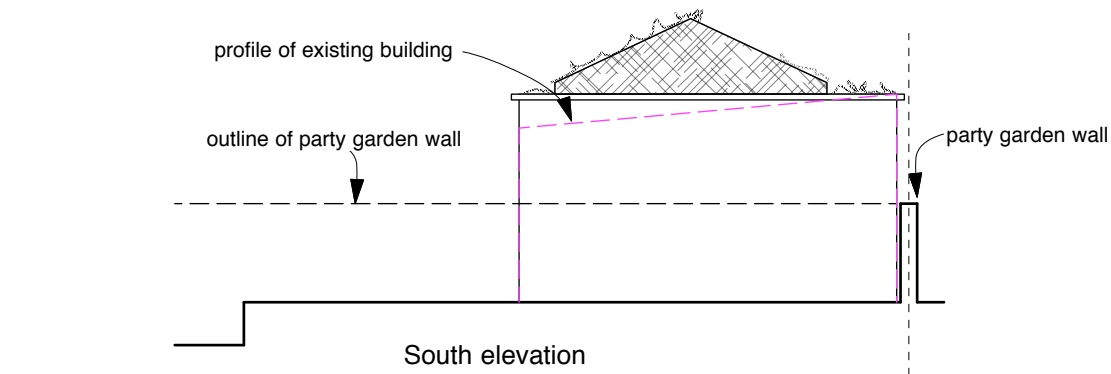 profile of existing building
outline of party garden wall
party garden wall
South elevation